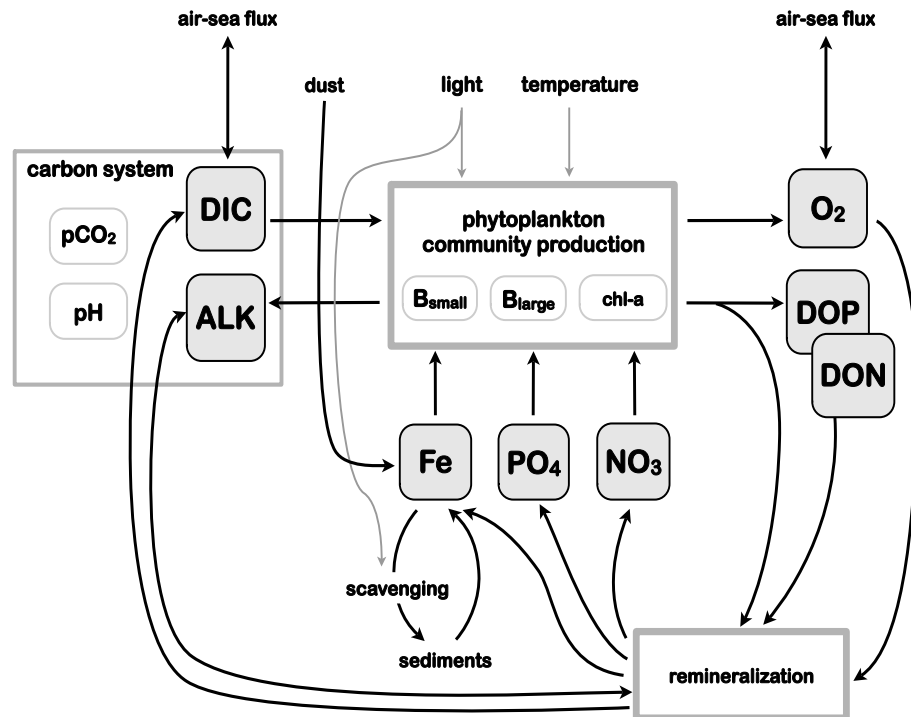 air-sea flux
air-sea flux
dust
light
temperature
carbon system
DIC
pCO₂
pH
ALK
phytoplankton
community production
Bsmall
Blarge
chl-a
O₂
DOP
DON
Fe
PO₄
NO₃
scavenging
sediments
remineralization